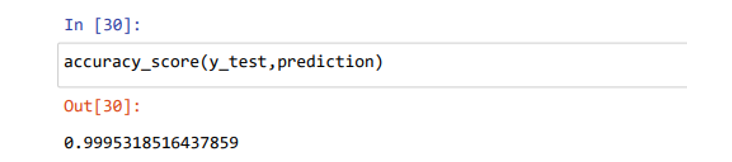 In [30]:
accuracy_score(y_test,prediction)
Out[30]:
0.9995318516437859